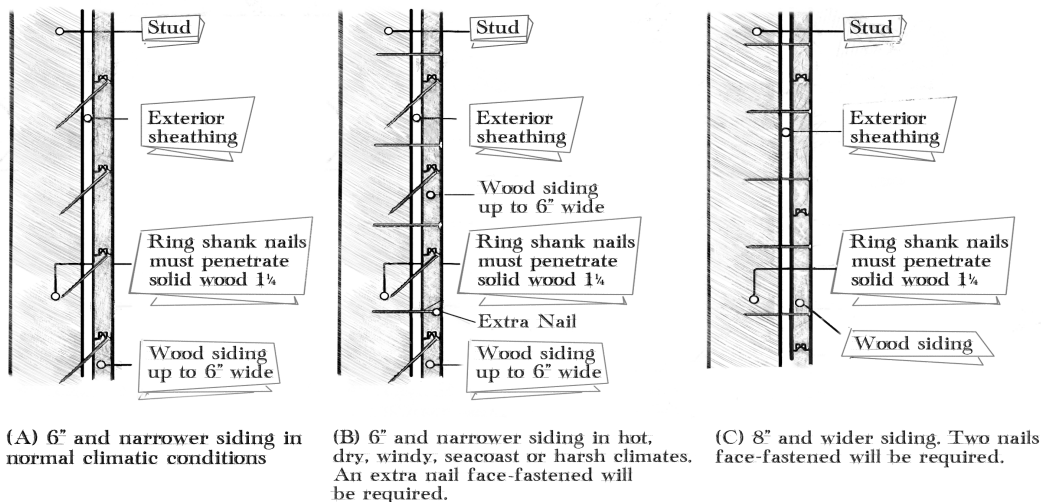 Stud
Exterior
sheathing
Ring shank nails
must penetrate
solid wood 1¼
Wood siding
up to 6" wide
(A) 6" and narrower siding in
normal climatic conditions
Stud
Exterior
sheathing
Wood siding
up to 6" wide
Ring shank nails
must penetrate
solid wood 1¼
Extra Nail
Wood siding
up to 6" wide
(B) 6" and narrower siding in hot,
dry, windy, seacoast or harsh climates.
An extra nail face-fastened will
be required.
Stud
Exterior
sheathing
Ring shank nails
must penetrate
solid wood 1¼
Wood siding
(C) 8" and wider siding. Two nails
face-fastened will be required.